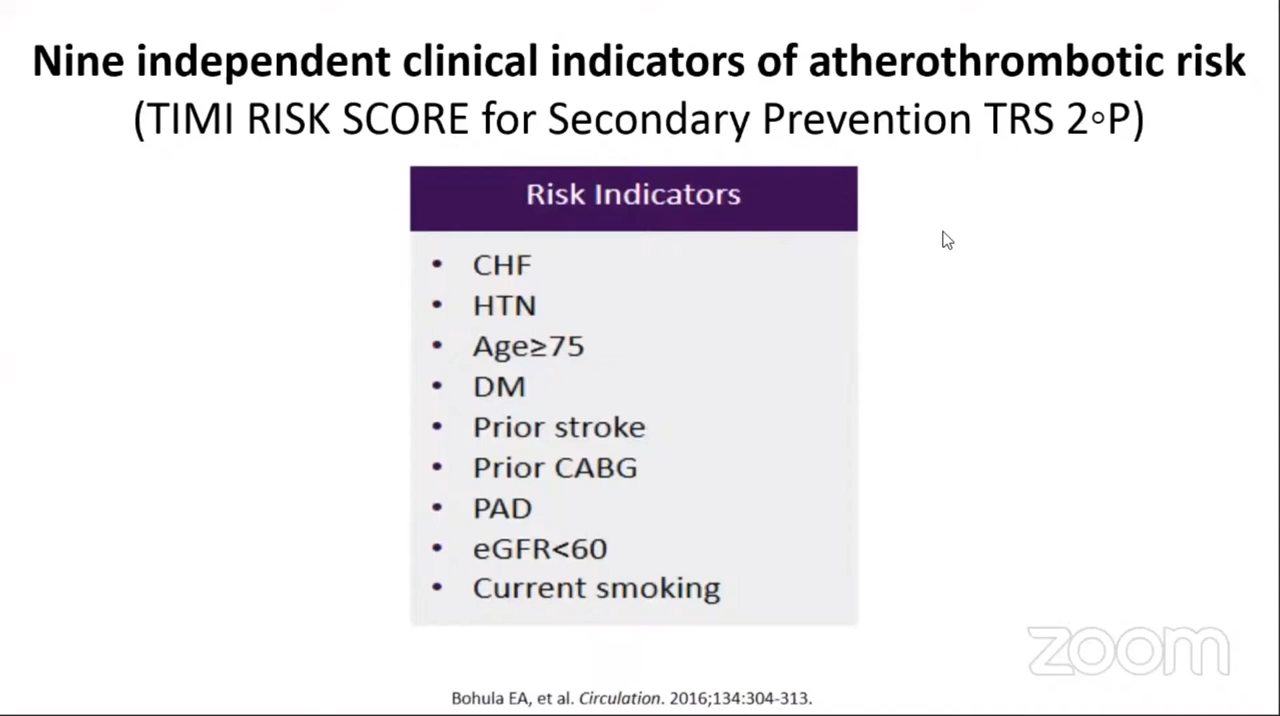 Nine independent clinical indicators of atherothrombotic risk
(TIMI RISK SCORE for Secondary Prevention TRS 2∘P)
Risk Indicators
• CHF
• HTN
• Age≥75
• DM
• Prior stroke
• Prior CABG
• PAD
• eGFR<60
• Current smoking
zoom
Bohula EA, et al. Circulation. 2016;134:304-313.